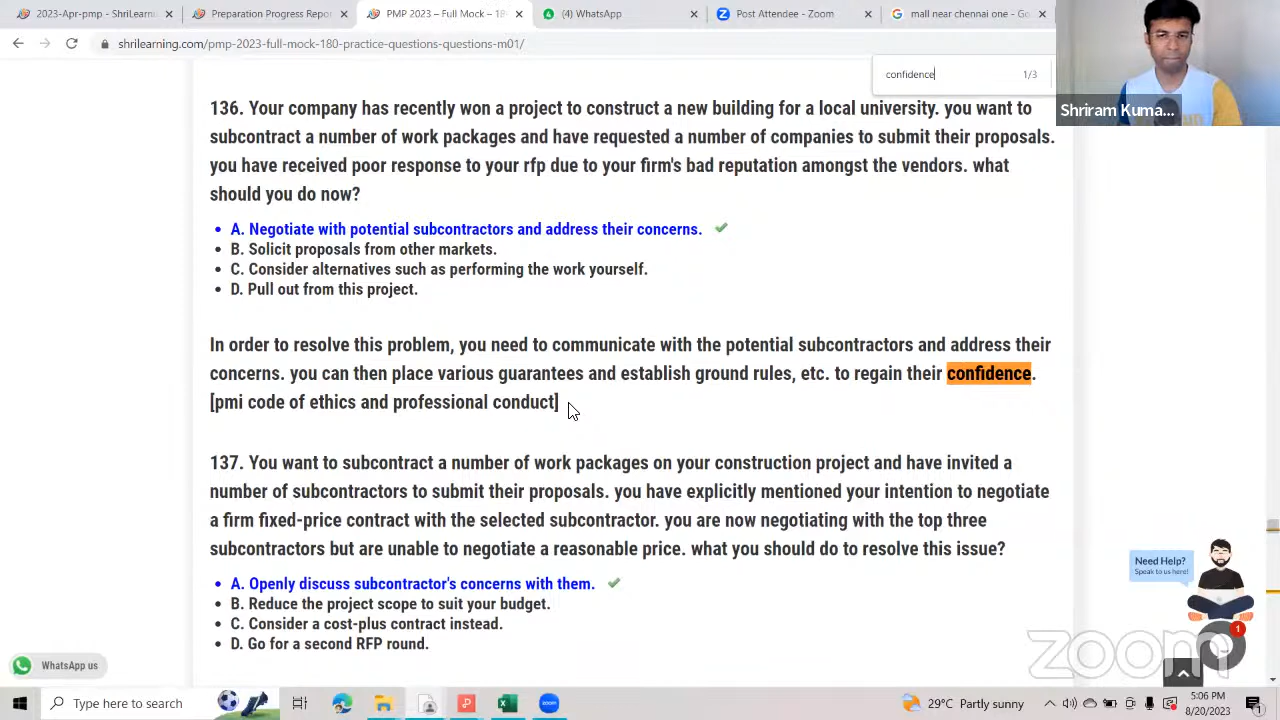 2023-Apr-pmp - ShriLearni
Preparation Progress Repor
PMP 2023 – Full Mock – 180
(4) WhatsApp
Post Attendee - Zoom
mall near chennai one - Go
shrilearning.com/pmp-2023-full-mock-180-practice-questions-questions-m01/
confidence 1/3
Shriram Kuma...
136. Your company has recently won a project to construct a new building for a local university. you want to
subcontract a number of work packages and have requested a number of companies to submit their proposals.
you have received poor response to your rfp due to your firm's bad reputation amongst the vendors. what
should you do now?
A. Negotiate with potential subcontractors and address their concerns.
B. Solicit proposals from other markets.
C. Consider alternatives such as performing the work yourself.
D. Pull out from this project.
In order to resolve this problem, you need to communicate with the potential subcontractors and address their
concerns. you can then place various guarantees and establish ground rules, etc. to regain their confidence.
[pmi code of ethics and professional conduct]
137. You want to subcontract a number of work packages on your construction project and have invited a
number of subcontractors to submit their proposals. you have explicitly mentioned your intention to negotiate
a firm fixed-price contract with the selected subcontractor. you are now negotiating with the top three
subcontractors but are unable to negotiate a reasonable price. what you should do to resolve this issue?
A. Openly discuss subcontractor's concerns with them.
B. Reduce the project scope to suit your budget.
C. Consider a cost-plus contract instead.
D. Go for a second RFP round.
Need Help?
Speak to us here!
1
zoom
WhatsApp us
Type here to search
zoom
29°C Partly sunny
5:06 PM
8/20/2023
1